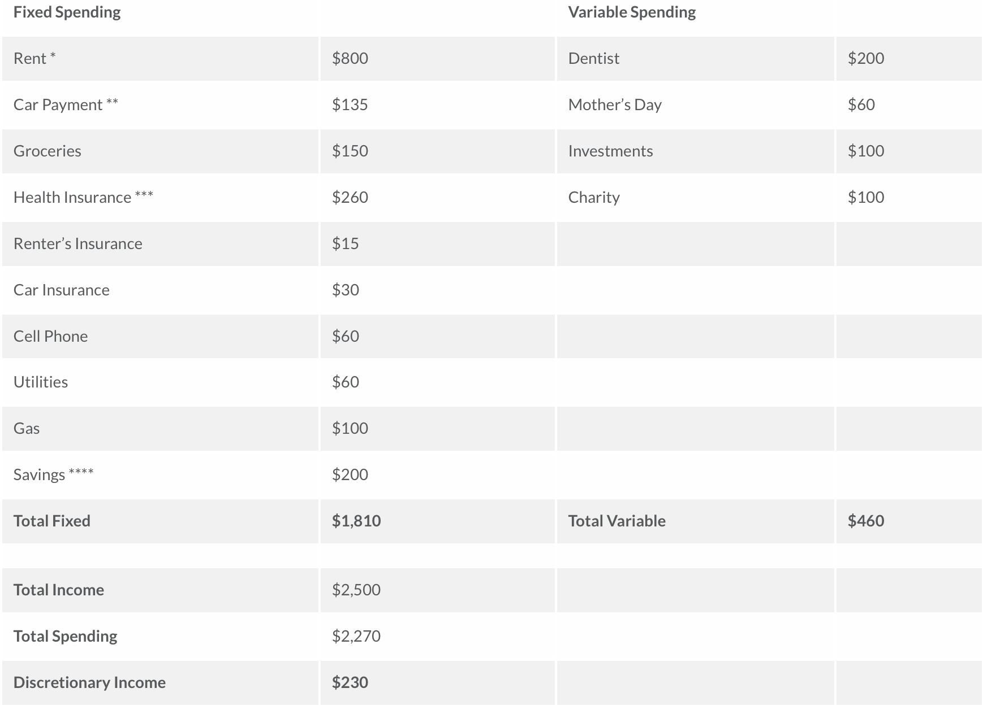 Fixed Spending Variable Spending
Rent * $800 Dentist $200
Car Payment ** $135 Mother’s Day $60
Groceries $150 Investments $100
Health Insurance *** $260 Charity $100
Renter’s Insurance $15
Car Insurance $30
Cell Phone $60
Utilities $60
Gas $100
Savings **** $200
Total Fixed $1,810 Total Variable $460
Total Income $2,500
Total Spending $2,270
Discretionary Income $230